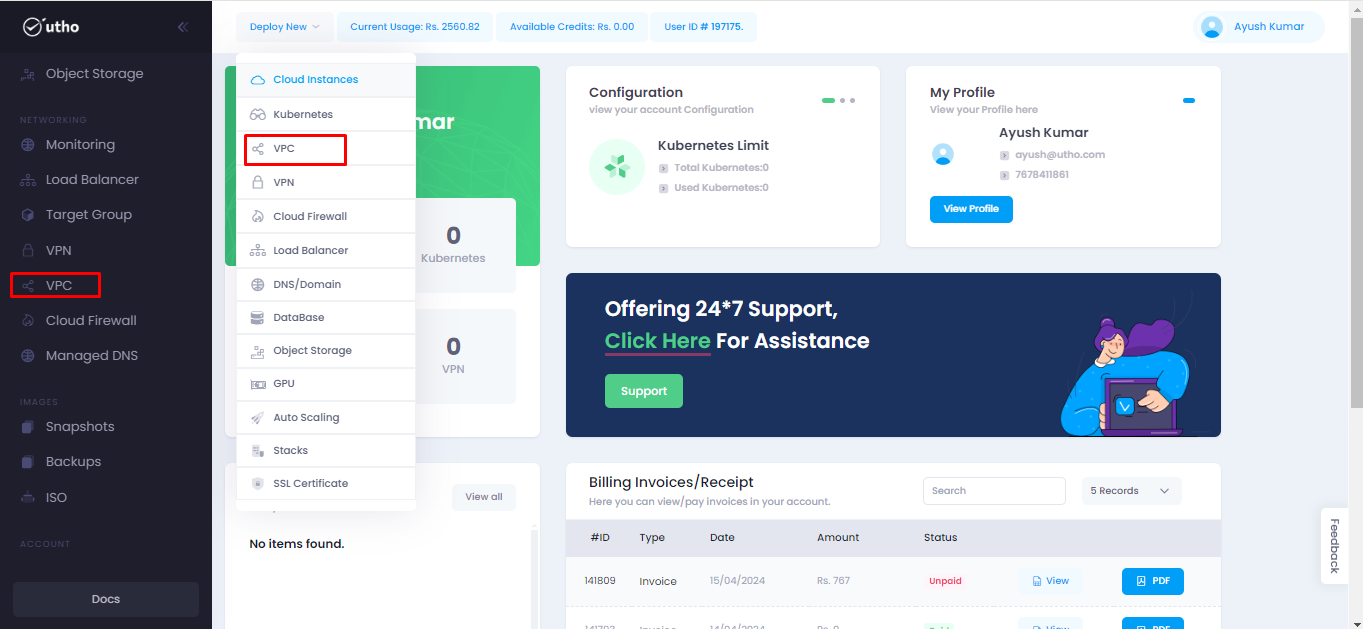 utho
Deploy New
Current Usage: Rs. 2560.82
Available Credits: Rs. 0.00
User ID # 197175.
Ayush Kumar
Object Storage
NETWORKING
Monitoring
Load Balancer
Target Group
VPN
VPC
Cloud Firewall
Managed DNS
IMAGES
Snapshots
Backups
ISO
ACCOUNT
Docs
Cloud Instances
Kubernetes
VPC
VPN
Cloud Firewall
Load Balancer
DNS/Domain
DataBase
Object Storage
GPU
Auto Scaling
Stacks
SSL Certificate
mar
0
Kubernetes
0
VPN
View all
No items found.
Configuration
view your account Configuration
Kubernetes Limit
Total Kubernetes:0
Used Kubernetes:0
My Profile
View your Profile here
Ayush Kumar
ayush@utho.com
7678411861
View Profile
Offering 24*7 Support,
Click Here For Assistance
Support
Billing Invoices/Receipt
Here you can view/pay invoices in your account.
Search
5 Records
#ID Type Date Amount Status
141809 Invoice 15/04/2024 Rs. 767 Unpaid View PDF
Feedback